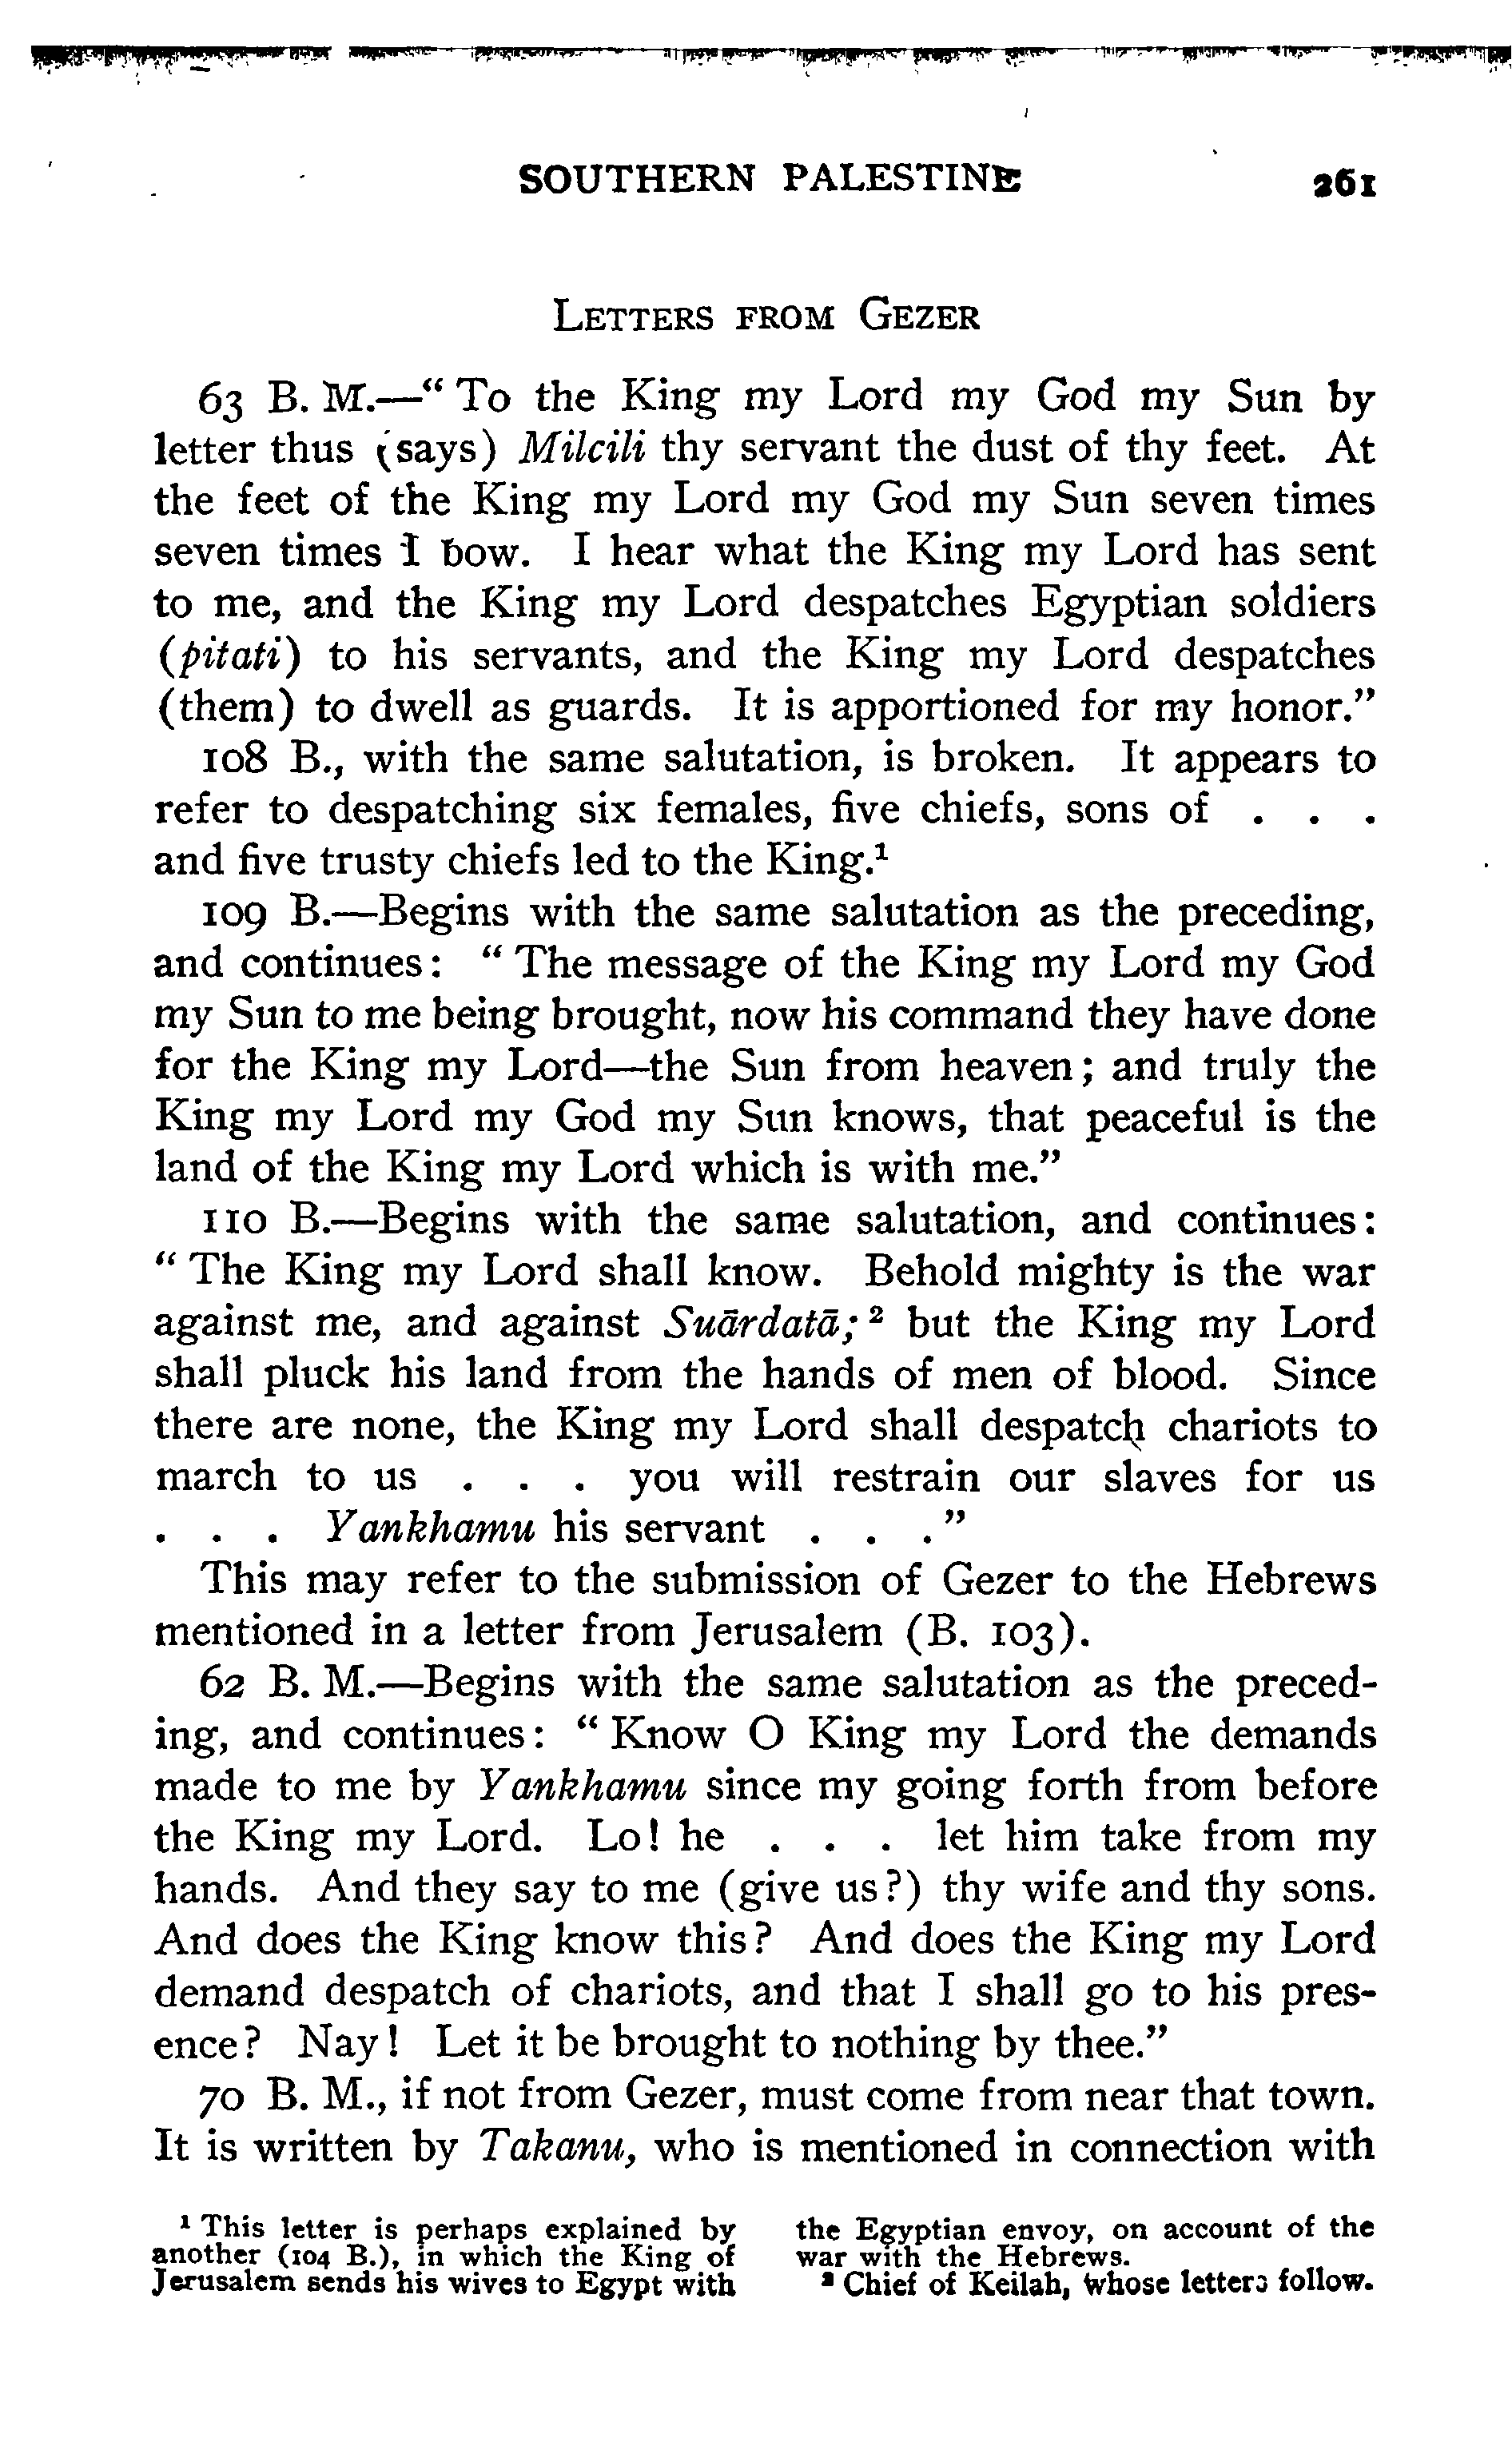 SOUTHERN PALESTINE 261
LETTERS FROM GEZER
63 B. M.—“ To the King my Lord my God my Sun by
letter thus (says) Milcili thy servant the dust of thy feet. At
the feet of the King my Lord my God my Sun seven times
seven times I bow. I hear what the King my Lord has sent
to me, and the King my Lord despatches Egyptian soldiers
(pitati) to his servants, and the King my Lord despatches
(them) to dwell as guards. It is apportioned for my honor.”
108 B., with the same salutation, is broken. It appears to
refer to despatching six females, five chiefs, sons of . . .
and five trusty chiefs led to the King.¹
109 B.—Begins with the same salutation as the preceding,
and continues: “ The message of the King my Lord my God
my Sun to me being brought, now his command they have done
for the King my Lord—the Sun from heaven; and truly the
King my Lord my God my Sun knows, that peaceful is the
land of the King my Lord which is with me.”
110 B.—Begins with the same salutation, and continues:
“ The King my Lord shall know. Behold mighty is the war
against me, and against Suārdatā; ² but the King my Lord
shall pluck his land from the hands of men of blood. Since
there are none, the King my Lord shall despatch chariots to
march to us . . . you will restrain our slaves for us
. . . Yankhamu his servant . . .”
This may refer to the submission of Gezer to the Hebrews
mentioned in a letter from Jerusalem (B. 103).
62 B. M.—Begins with the same salutation as the preced-
ing, and continues: “ Know O King my Lord the demands
made to me by Yankhamu since my going forth from before
the King my Lord. Lo! he . . . let him take from my
hands. And they say to me (give us?) thy wife and thy sons.
And does the King know this? And does the King my Lord
demand despatch of chariots, and that I shall go to his pres-
ence? Nay! Let it be brought to nothing by thee.”
70 B. M., if not from Gezer, must come from near that town.
It is written by Takanu, who is mentioned in connection with
¹ This letter is perhaps explained by
another (104 B.), in which the King of
Jerusalem sends his wives to Egypt with
the Egyptian envoy, on account of the
war with the Hebrews.
² Chief of Keilah, whose letters follow.